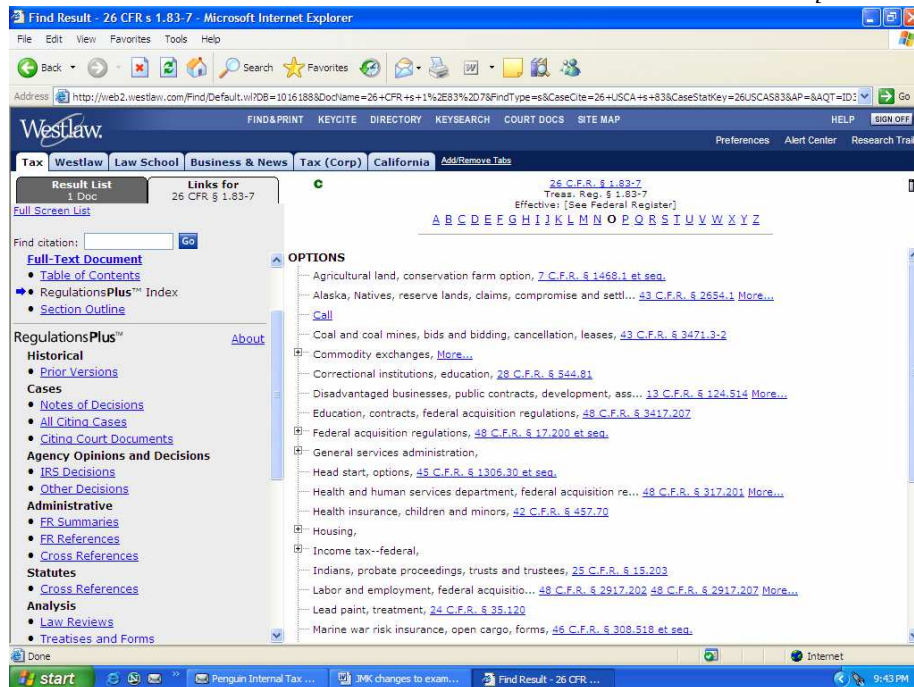 Find Result - 26 CFR s 1.83-7 - Microsoft Internet Explorer
File Edit View Favorites Tools Help
Back Search Favorites
Address http://web2.westlaw.com/Find/Default.wl?DB=1016188&DocName=26+CFR+s+1%2E83%2D7&FindType=s&CaseCite=26+USCA+s+83&CaseStatKey=26USCAS83&AP=&AQT=ID: Go
Westlaw.
FIND&PRINT KEYCITE DIRECTORY KEYSEARCH COURT DOCS SITE MAP HELP SIGN OFF
Preferences Alert Center Research Trail
Tax Westlaw Law School Business & News Tax (Corp) California Add/Remove Tabs
Result List
1 Doc
Links for
26 CFR § 1.83-7
Full Screen List
Find citation: Go
Full-Text Document
• Table of Contents
• RegulationsPlus™ Index
• Section Outline
RegulationsPlus™ About
Historical
• Prior Versions
Cases
• Notes of Decisions
• All Citing Cases
• Citing Court Documents
Agency Opinions and Decisions
• IRS Decisions
• Other Decisions
Administrative
• FR Summaries
• FR References
• Cross References
Statutes
• Cross References
Analysis
• Law Reviews
• Treatises and Forms
C
26 C.F.R. § 1.83-7
Treas. Reg. § 1.83-7
Effective: [See Federal Register]
A B C D E F G H I J K L M N O P Q R S T U V W X Y Z
OPTIONS
Agricultural land, conservation farm option, 7 C.F.R. § 1468.1 et seq.
Alaska, Natives, reserve lands, claims, compromise and settl... 43 C.F.R. § 2654.1 More...
Call
Coal and coal mines, bids and bidding, cancellation, leases, 43 C.F.R. § 3471.3-2
Commodity exchanges, More...
Correctional institutions, education, 28 C.F.R. § 544.81
Disadvantaged businesses, public contracts, development, ass... 13 C.F.R. § 124.514 More...
Education, contracts, federal acquisition regulations, 48 C.F.R. § 3417.207
Federal acquisition regulations, 48 C.F.R. § 17.200 et seq.
General services administration,
Head start, options, 45 C.F.R. § 1306.30 et seq.
Health and human services department, federal acquisition re... 48 C.F.R. § 317.201 More...
Health insurance, children and minors, 42 C.F.R. § 457.70
Housing,
Income tax--federal,
Indians, probate proceedings, trusts and trustees, 25 C.F.R. § 15.203
Labor and employment, federal acquisitio... 48 C.F.R. § 2917.202 48 C.F.R. § 2917.207 More...
Lead paint, treatment, 24 C.F.R. § 35.120
Marine war risk insurance, open cargo, forms, 46 C.F.R. § 308.518 et seq.
Done Internet
start Penguin Internal Tax ... JMK changes to exam... Find Result - 26 CFR ... 9:43 PM